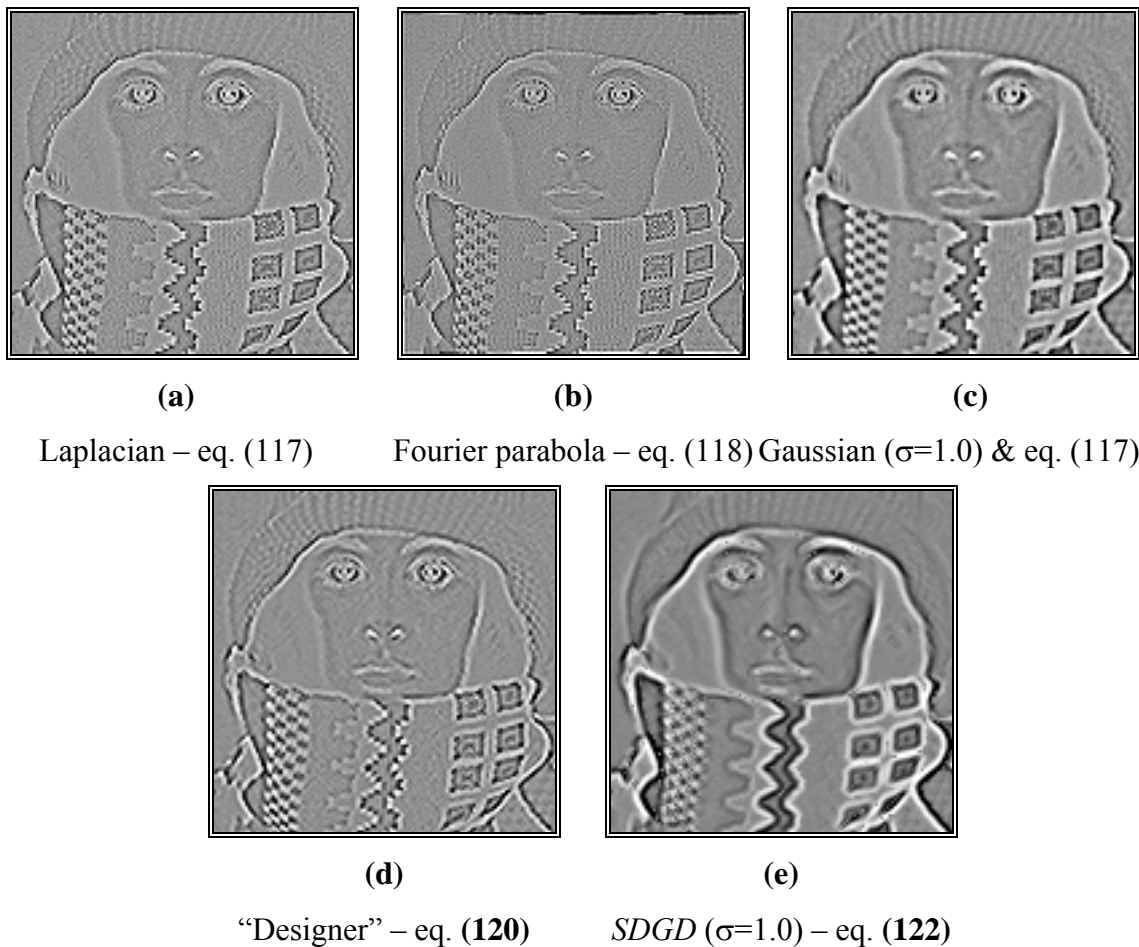 (a) (b) (c)
Laplacian – eq. (117) Fourier parabola – eq. (118) Gaussian (σ=1.0) & eq. (117)
(d) (e)
“Designer” – eq. (120) SDGD (σ=1.0) – eq. (122)